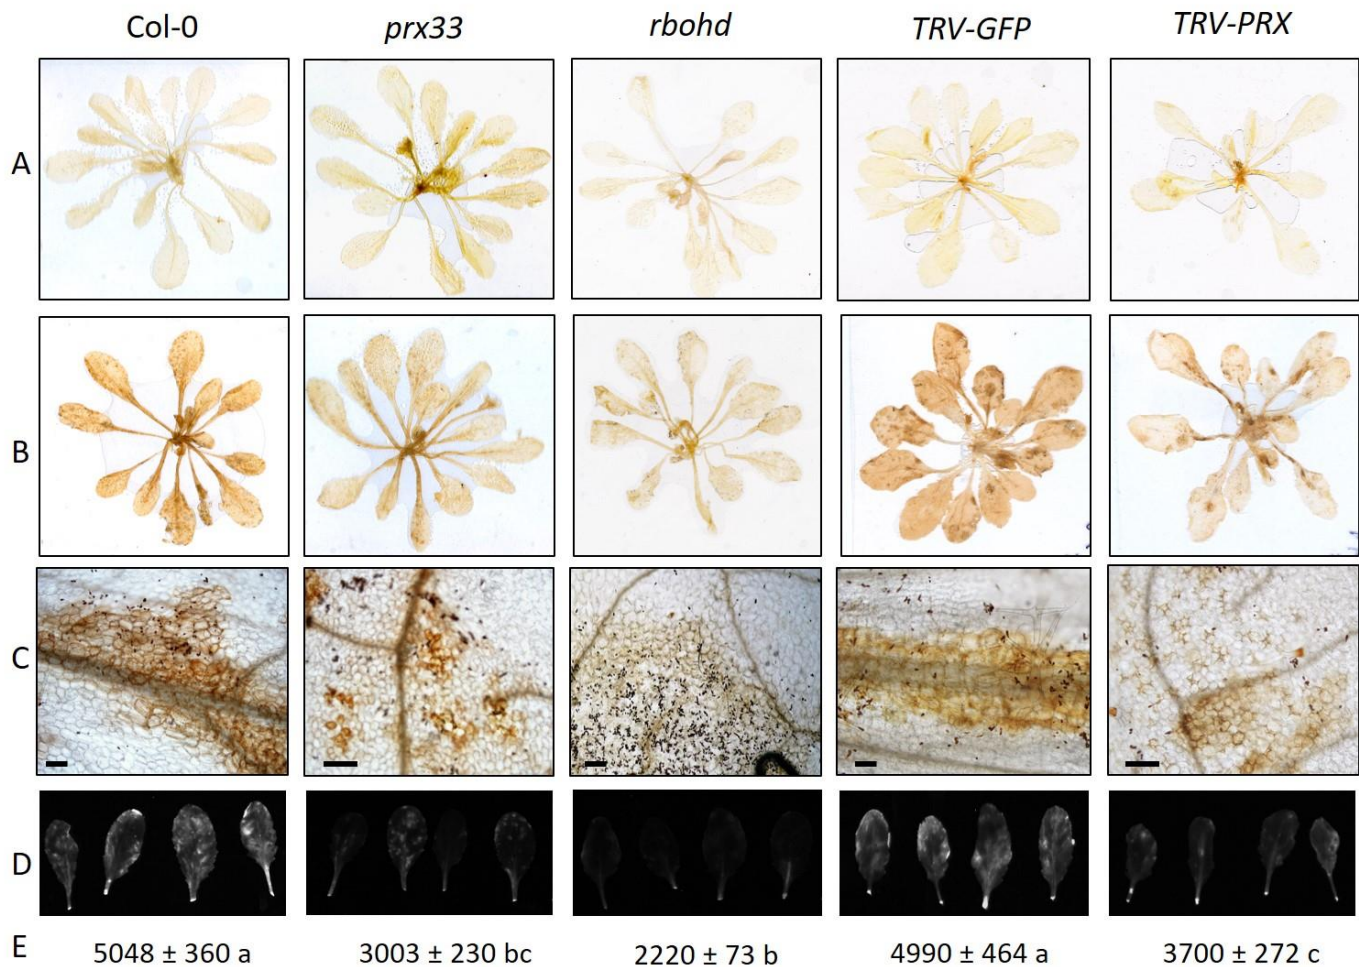 Col-0 prx33 rbohd TRV-GFP TRV-PRX
A
B
C
D
E 5048 ± 360 a 3003 ± 230 bc 2220 ± 73 b 4990 ± 464 a 3700 ± 272 c